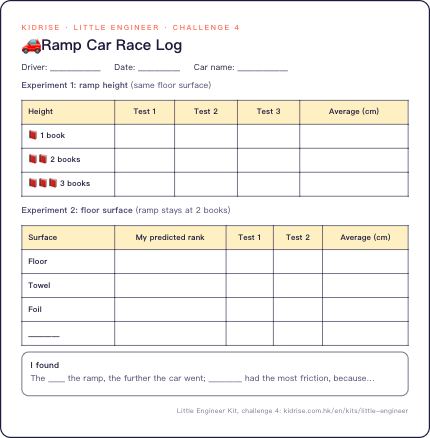 KIDRISE · LITTLE ENGINEER · CHALLENGE 4
Ramp Car Race Log
Driver: ____________ Date: __________ Car name: ____________
Experiment 1: ramp height (same floor surface)
Height Test 1 Test 2 Test 3 Average (cm)
1 book
2 books
3 books
Experiment 2: floor surface (ramp stays at 2 books)
Surface My predicted rank Test 1 Test 2 Average (cm)
Floor
Towel
Foil
________
I found
The ____ the ramp, the further the car went; ________ had the most friction, because…
Little Engineer Kit, challenge 4: kidrise.com.hk/en/kits/little-engineer